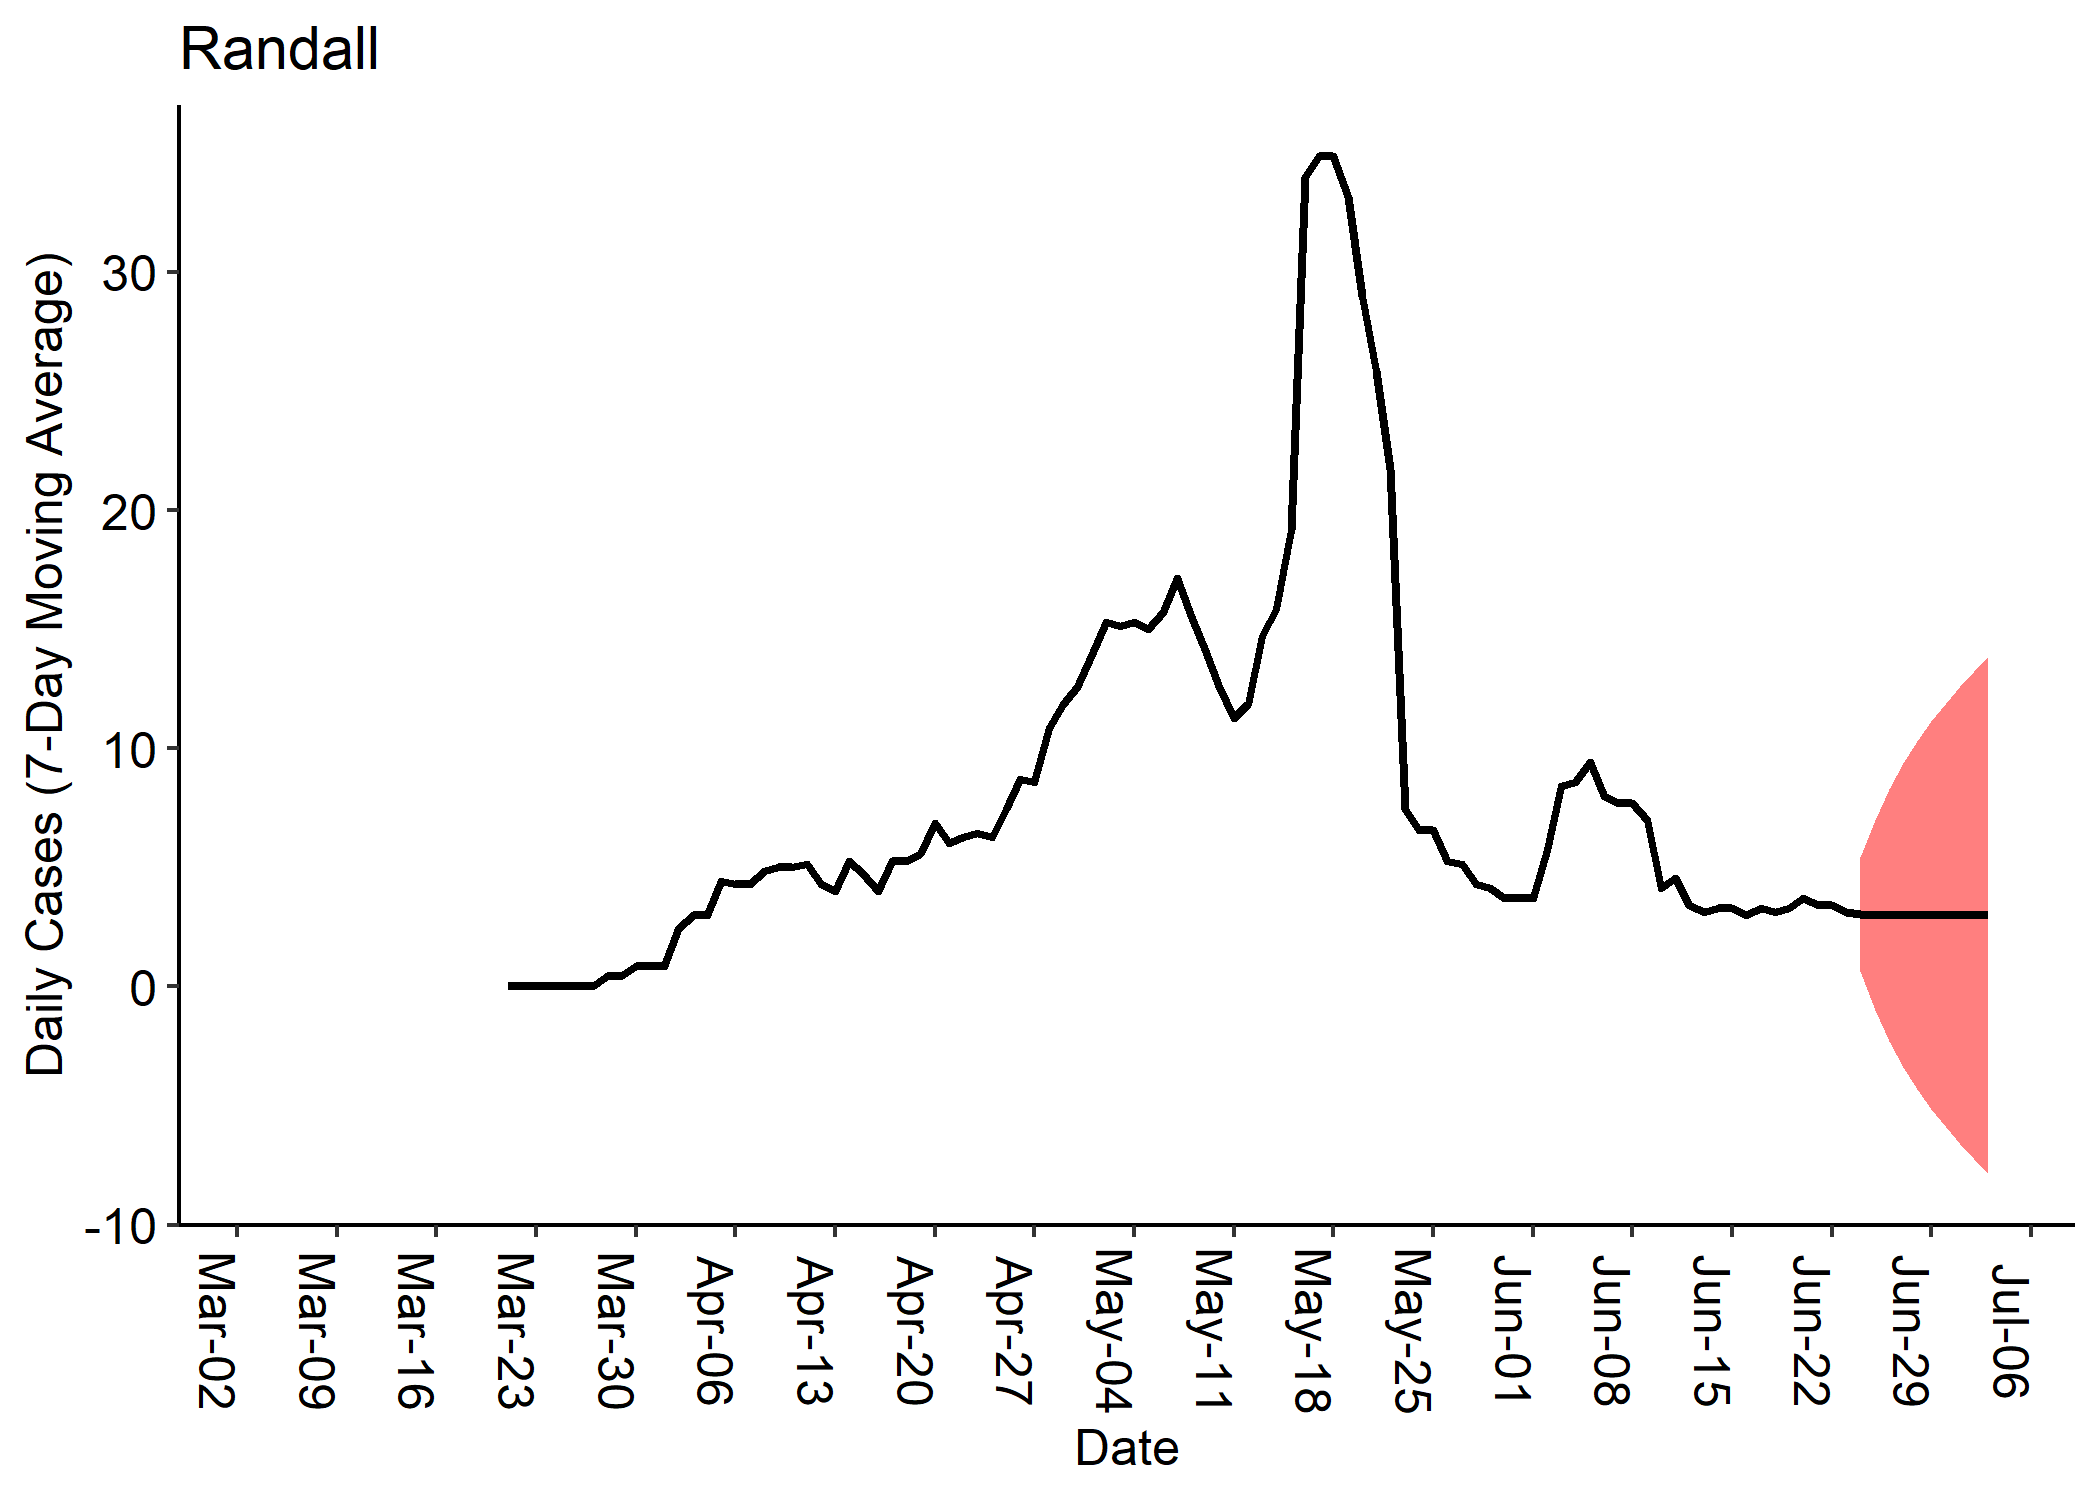 Randall
Daily Cases (7-Day Moving Average)
30
20
10
0
-10
Mar-02
Mar-09
Mar-16
Mar-23
Mar-30
Apr-06
Apr-13
Apr-20
Apr-27
May-04
May-11
May-18
May-25
Jun-01
Jun-08
Jun-15
Jun-22
Jun-29
Jul-06
Date